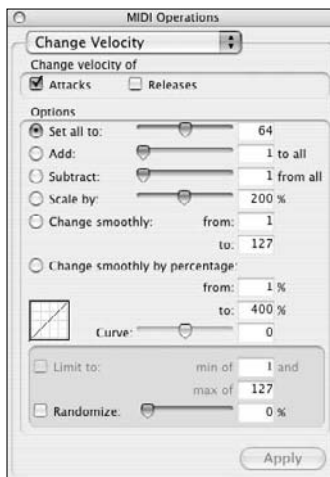 MIDI Operations
Change Velocity
Change velocity of
Attacks Releases
Options
Set all to: 64
Add: 1 to all
Subtract: 1 from all
Scale by: 200 %
Change smoothly: from: 1
to: 127
Change smoothly by percentage:
from: 1 %
to: 400 %
Curve: 0
Limit to: min of 1 and
max of 127
Randomize: 0 %
Apply